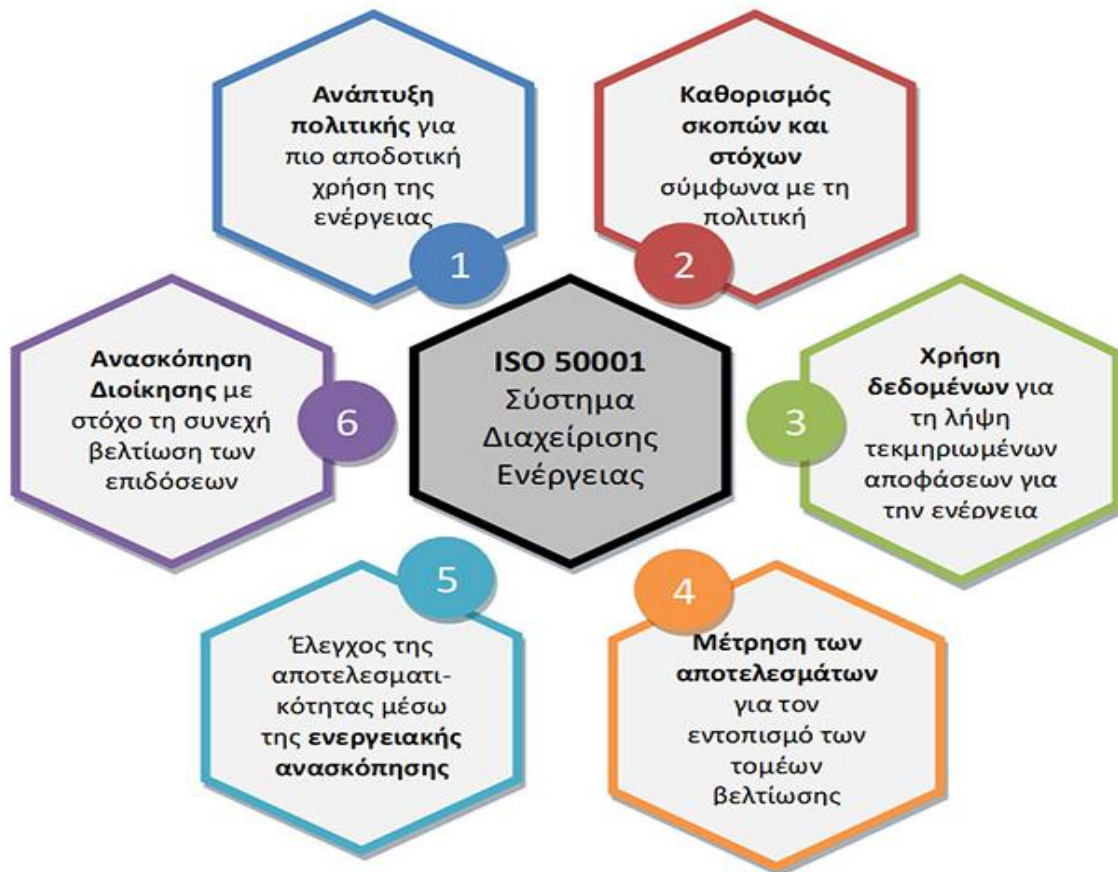 Ανάπτυξη
πολιτικής για
πιο αποδοτική
χρήση της
ενέργειας
1
Καθορισμός
σκοπών και
στόχων
σύμφωνα με τη
πολιτική
2
Χρήση
δεδομένων για
τη λήψη
τεκμηριωμένων
αποφάσεων για
την ενέργεια
3
4
Μέτρηση των
αποτελεσμάτων
για τον
εντοπισμό των
τομέων
βελτίωσης
5
Έλεγχος της
αποτελεσματι-
κότητας μέσω
της ενεργειακής
ανασκόπησης
Ανασκόπηση
Διοίκησης με
στόχο τη συνεχή
βελτίωση των
επιδόσεων
6
ISO 50001
Σύστημα
Διαχείρισης
Ενέργειας